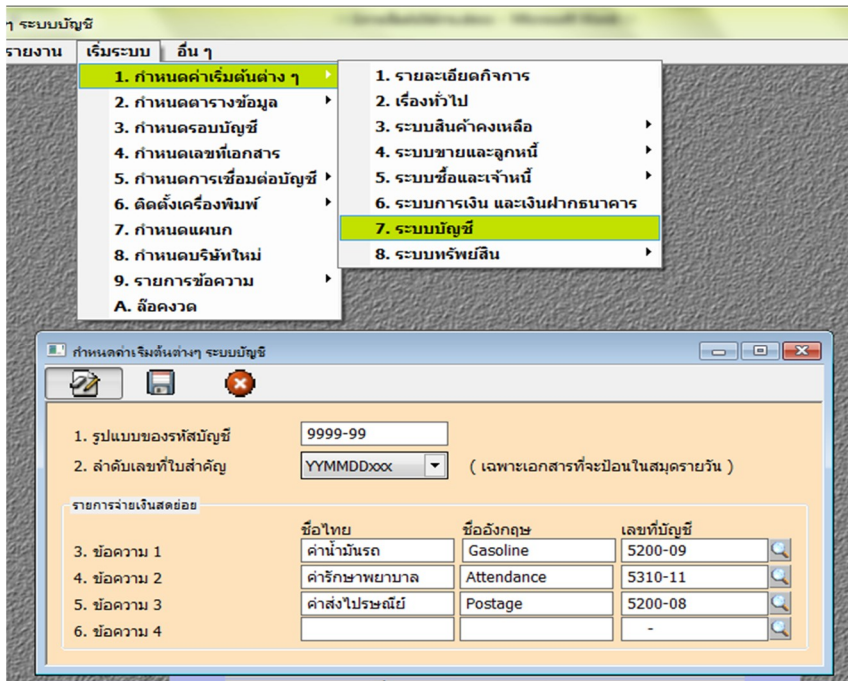 ๆ ระบบบัญชี
รายงาน เริ่มระบบ อื่น ๆ
1. กำหนดค่าเริ่มต้นต่าง ๆ
2. กำหนดตารางข้อมูล
3. กำหนดรอบบัญชี
4. กำหนดเลขที่เอกสาร
5. กำหนดการเชื่อมต่อบัญชี
6. ติดตั้งเครื่องพิมพ์
7. กำหนดแผนก
8. กำหนดบริษัทใหม่
9. รายการข้อความ
A. ล๊อคงวด
1. รายละเอียดกิจการ
2. เรื่องทั่วไป
3. ระบบสินค้าคงเหลือ
4. ระบบขายและลูกหนี้
5. ระบบซื้อและเจ้าหนี้
6. ระบบการเงิน และเงินฝากธนาคาร
7. ระบบบัญชี
8. ระบบทรัพย์สิน
กำหนดค่าเริ่มต้นต่างๆ ระบบบัญชี
1. รูปแบบของรหัสบัญชี 9999-99
2. ลำดับเลขที่ใบสำคัญ YYMMDDxxx ( เฉพาะเอกสารที่จะป้อนในสมุดรายวัน )
รายการจ่ายเงินสดย่อย
ชื่อไทย ชื่ออังกฤษ เลขที่บัญชี
3. ข้อความ 1 ค่าน้ำมันรถ Gasoline 5200-09
4. ข้อความ 2 ค่ารักษาพยาบาล Attendance 5310-11
5. ข้อความ 3 ค่าส่งไปรษณีย์ Postage 5200-08
6. ข้อความ 4 -